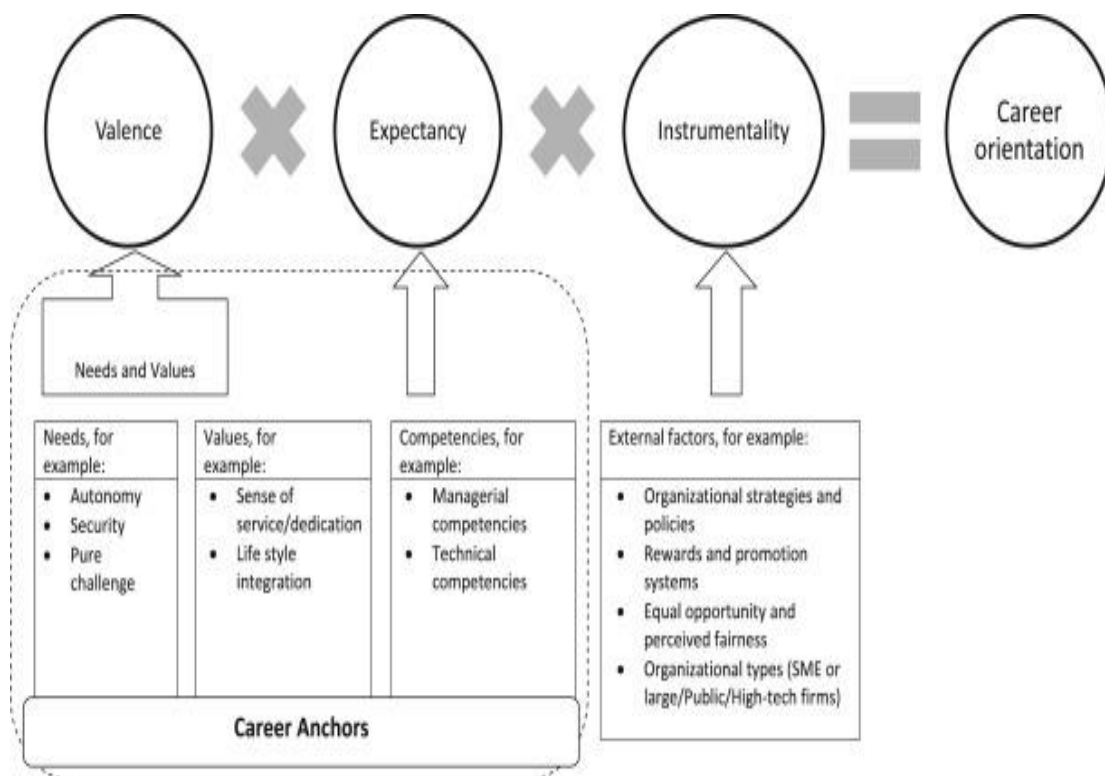 Valence
Expectancy
Instrumentality
Career
orientation
Needs and Values
Needs, for
example:
• Autonomy
• Security
• Pure
challenge
Values, for
example:
• Sense of
service/dedication
• Life style
integration
Competencies, for
example:
• Managerial
competencies
• Technical
competencies
External factors, for example:
• Organizational strategies and
policies
• Rewards and promotion
systems
• Equal opportunity and
perceived fairness
• Organizational types (SME or
large/Public/High-tech firms)
Career Anchors